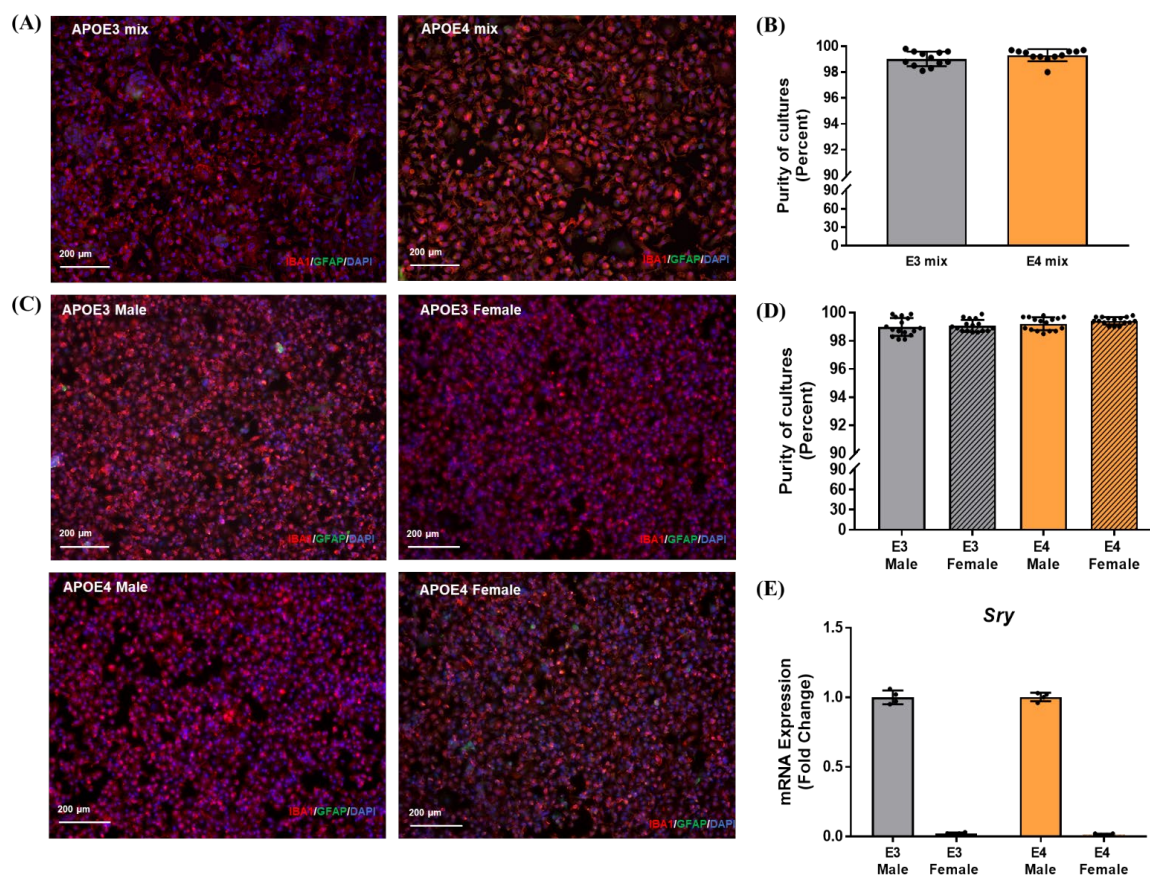 (A)
APOE3 mix
200 µm
IBA1/GFAP/DAPI
APOE4 mix
200 µm
IBA1/GFAP/DAPI
(B)
Purity of cultures
(Percent)
100
98
96
94
92
90
90
60
30
0
E3 mix
E4 mix
(C)
APOE3 Male
200 µm
IBA1/GFAP/DAPI
APOE3 Female
200 µm
IBA1/GFAP/DAPI
APOE4 Male
200 µm
IBA1/GFAP/DAPI
APOE4 Female
200 µm
IBA1/GFAP/DAPI
(D)
Purity of cultures
(Percent)
100
98
96
94
92
90
90
60
30
0
E3
Male
E3
Female
E4
Male
E4
Female
(E)
Sry
mRNA Expression
(Fold Change)
1.5
1.0
0.5
0.0
E3
Male
E3
Female
E4
Male
E4
Female